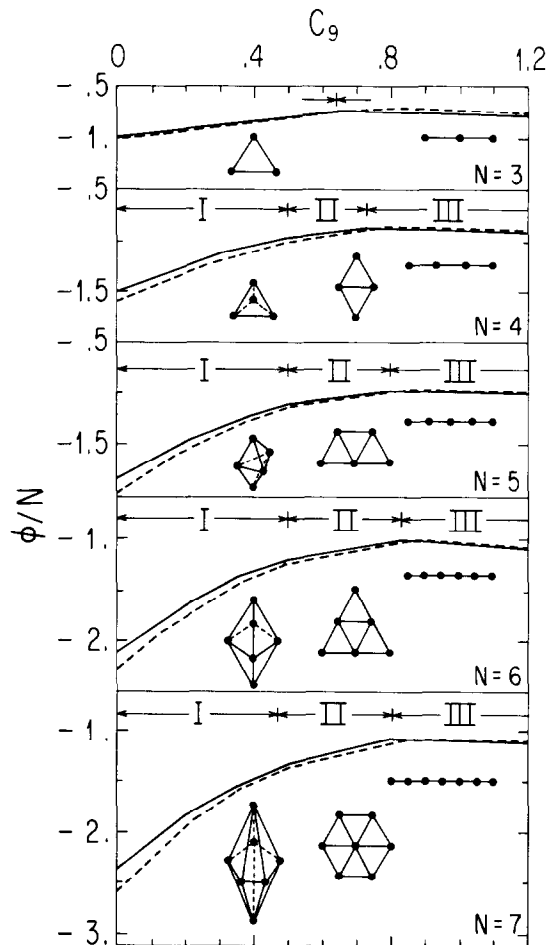 C9
0 .4 .8 1.2
- .5
- 1.
N=3
- .5
I II III
-1.5
N=4
- .5
I II III
-1.5
N=5
ϕ/N
- 1.
I II III
- 2.
N=6
I II III
- 1.
- 2.
N=7
- 3.